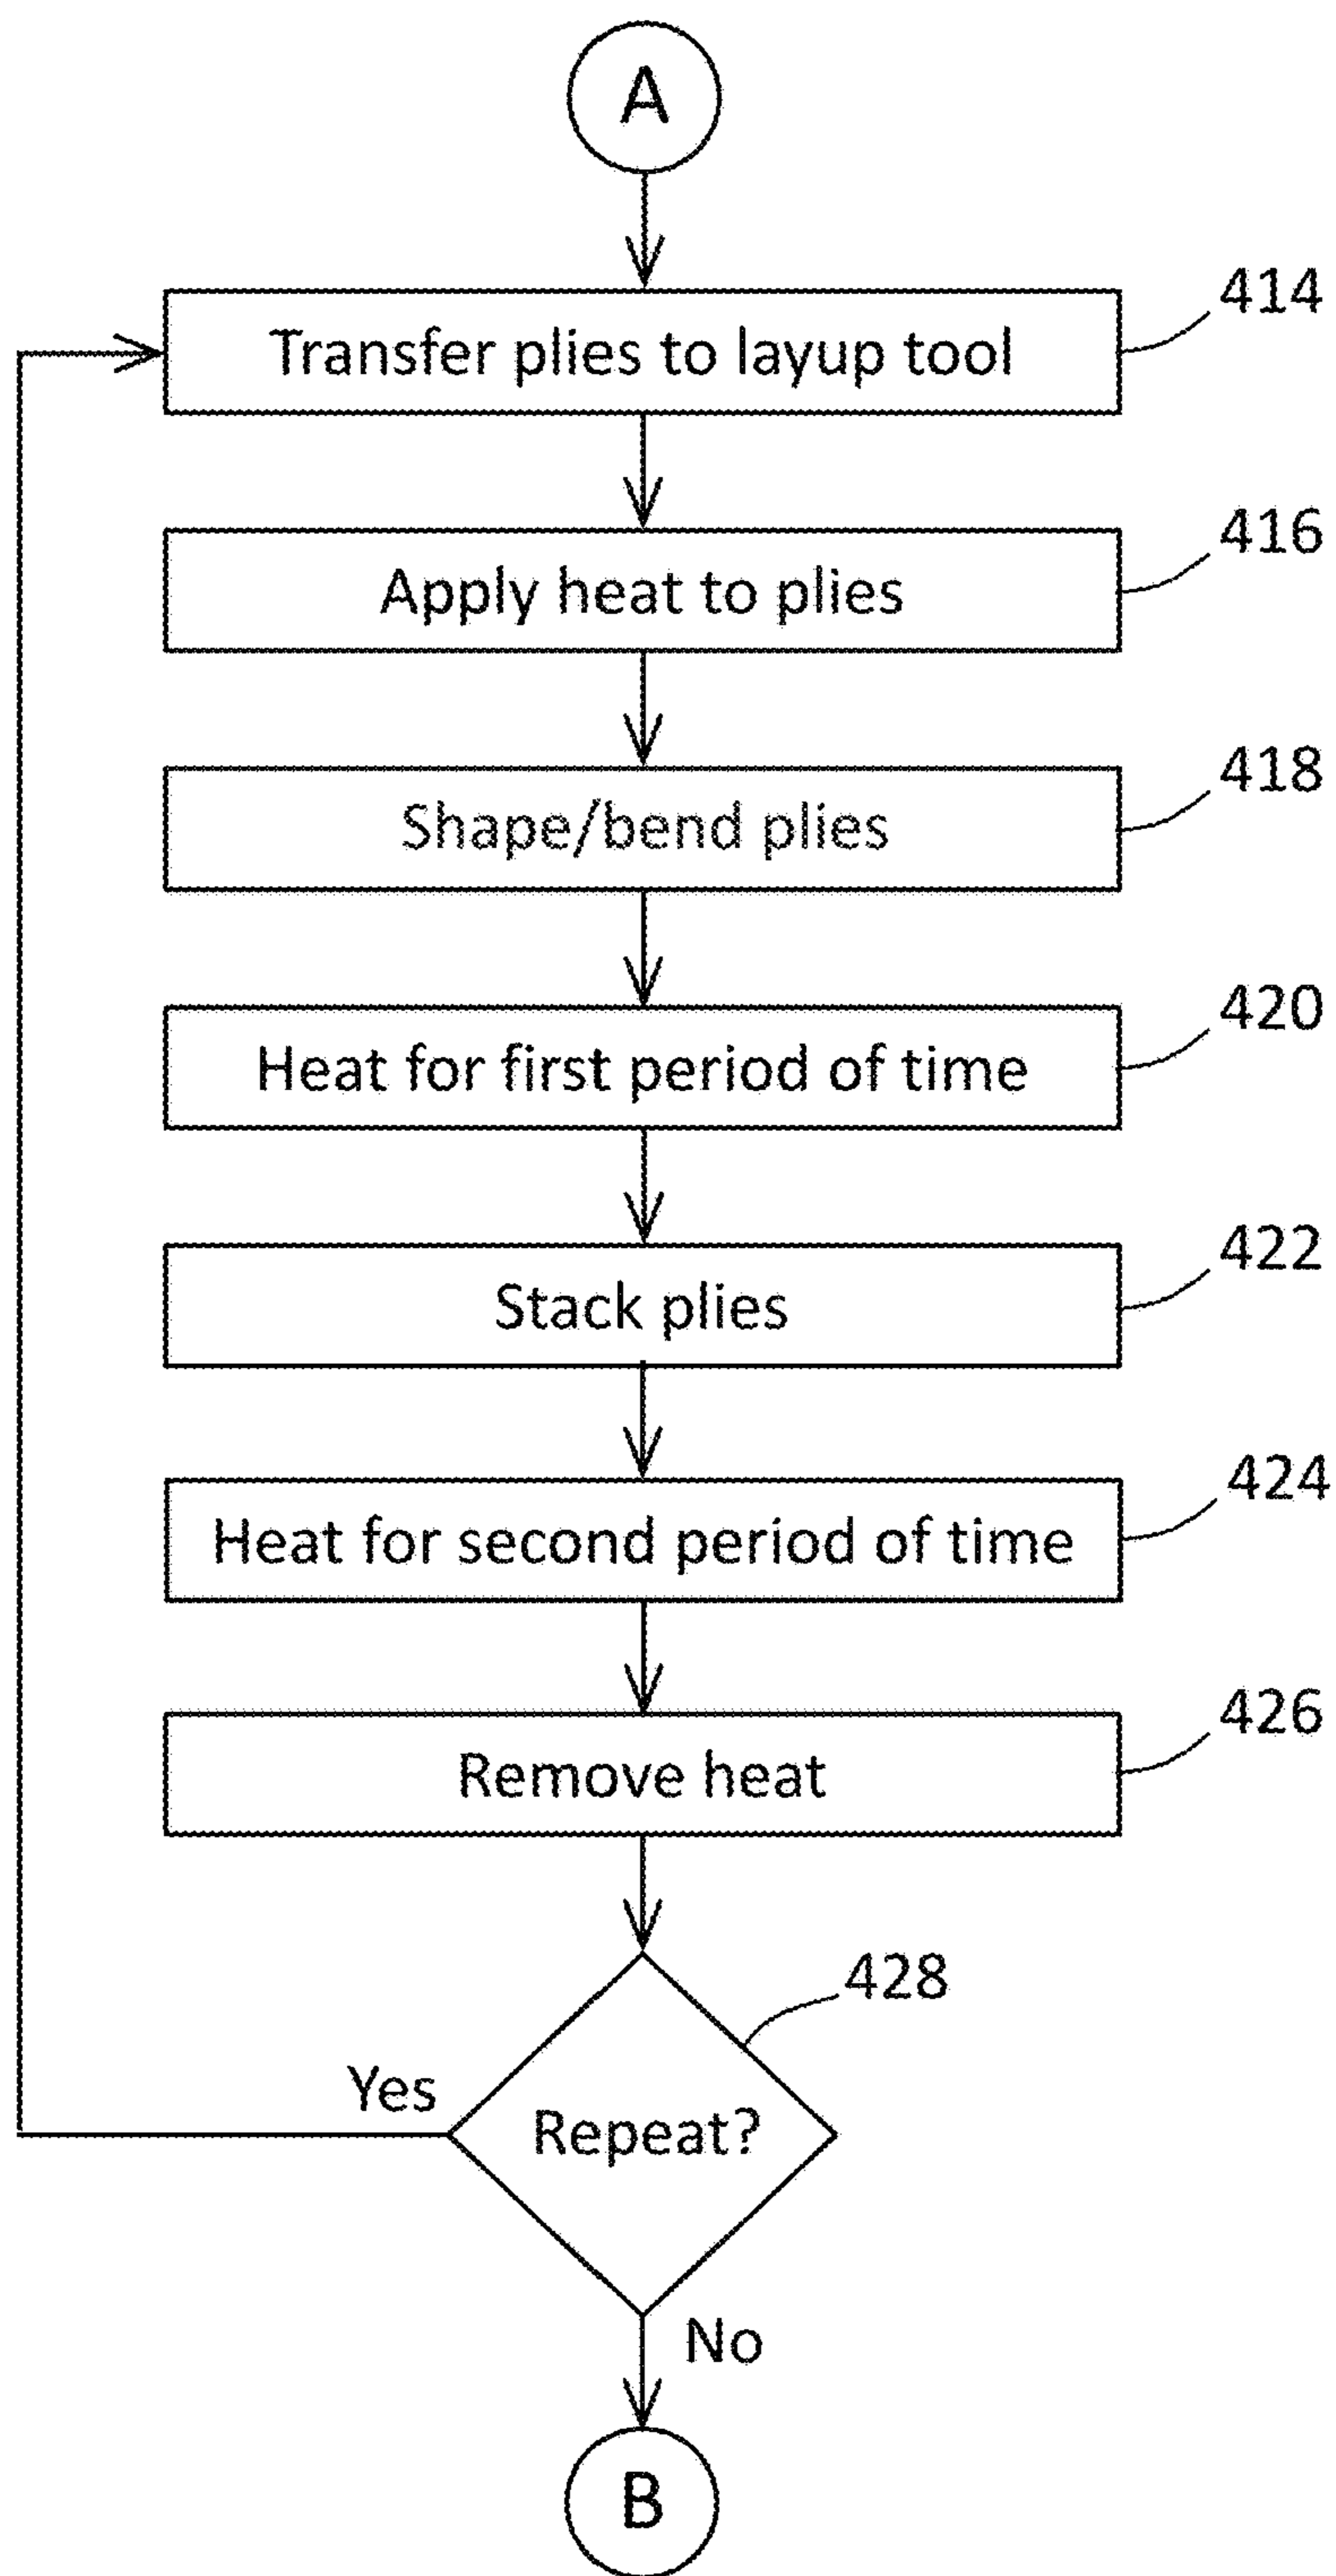 A
Transfer plies to layup tool
414
Apply heat to plies
416
Shape/bend plies
418
Heat for first period of time
420
Stack plies
422
Heat for second period of time
424
Remove heat
426
428
Yes
Repeat?
No
B